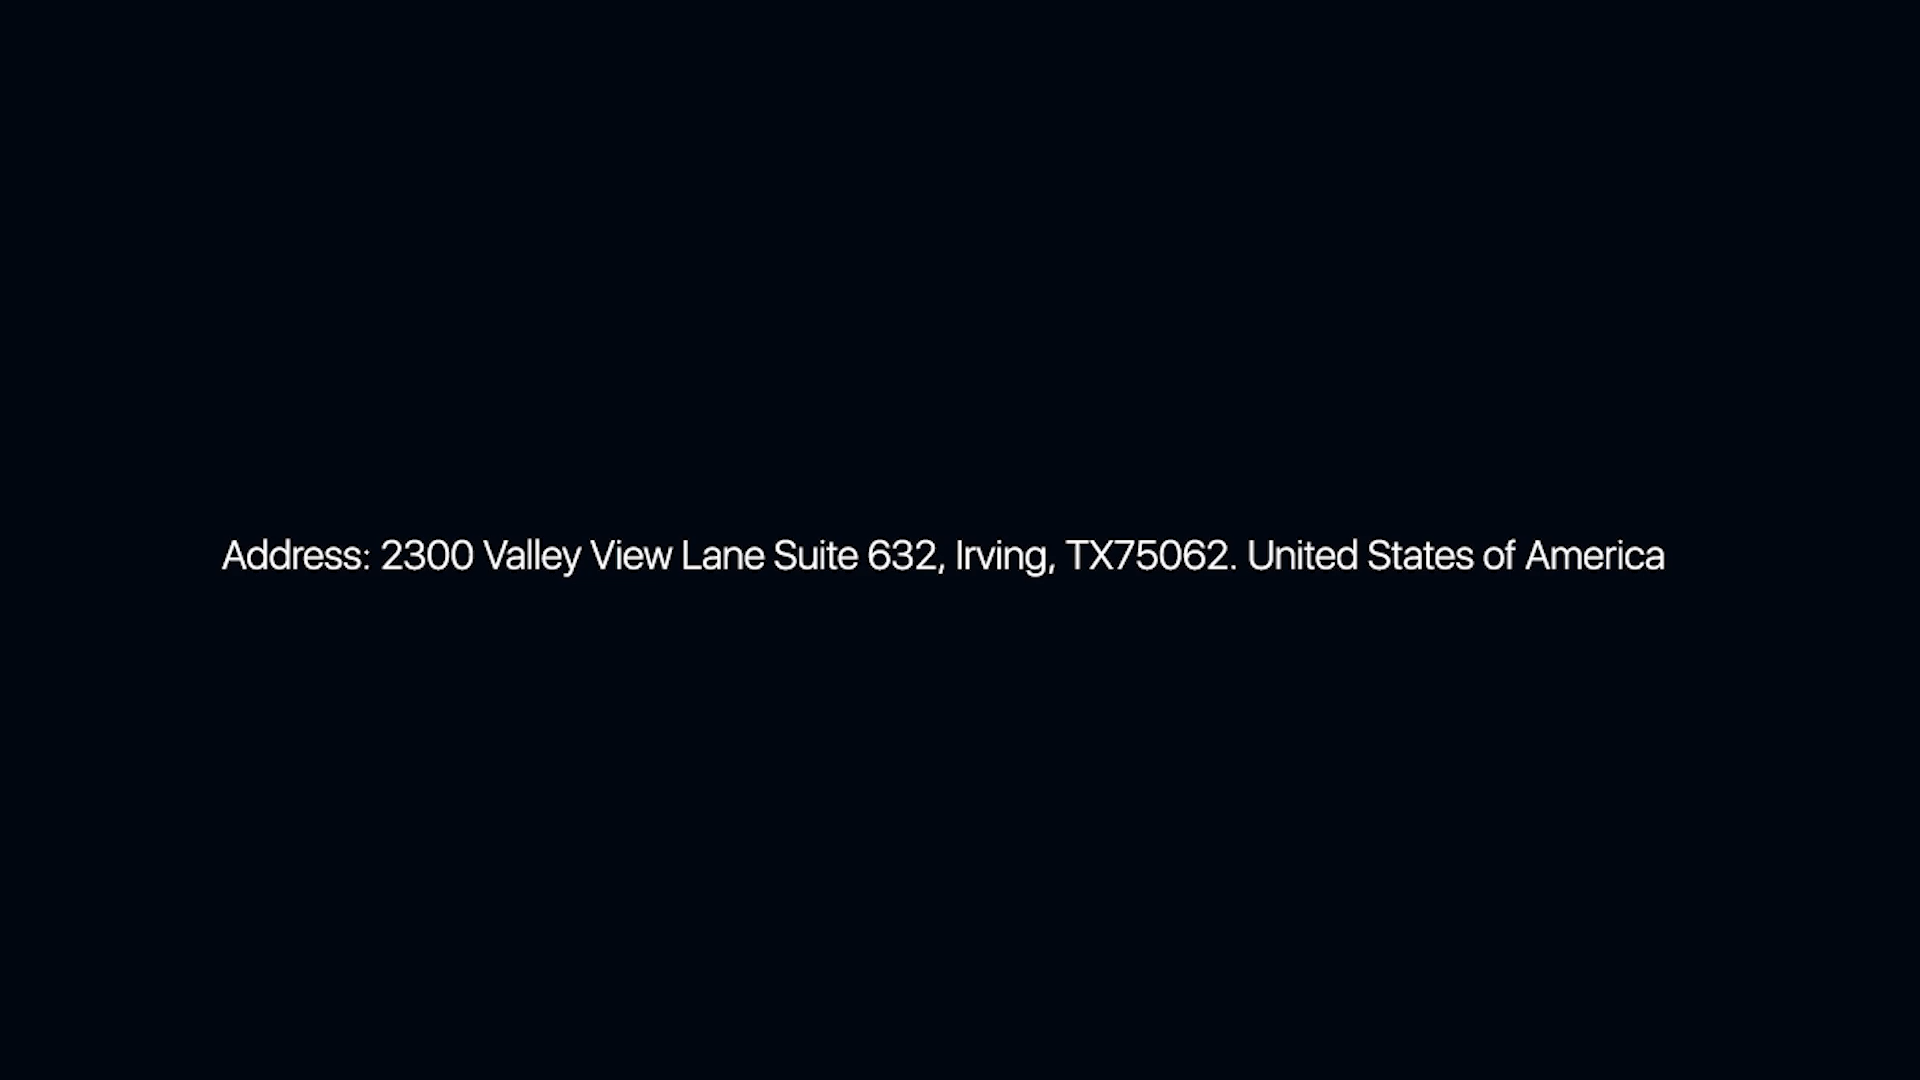 Address: 2300 Valley View Lane Suite 632, Irving, TX75062. United States of America